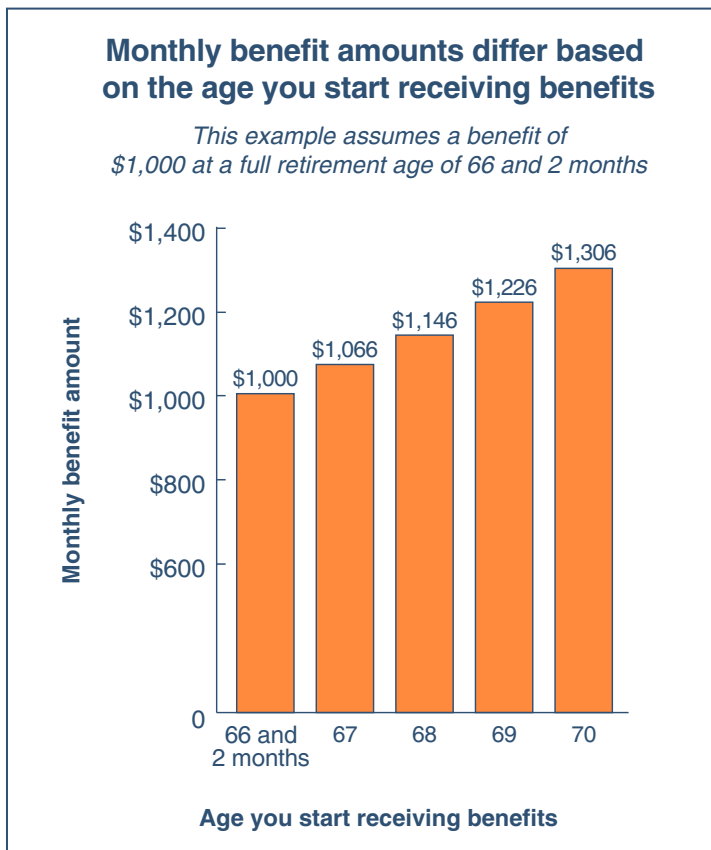 Monthly benefit amounts differ based
on the age you start receiving benefits
This example assumes a benefit of
$1,000 at a full retirement age of 66 and 2 months
Monthly benefit amount
$1,400
$1,200
$1,000
$800
$600
0
$1,000
$1,066
$1,146
$1,226
$1,306
66 and
2 months
67
68
69
70
Age you start receiving benefits